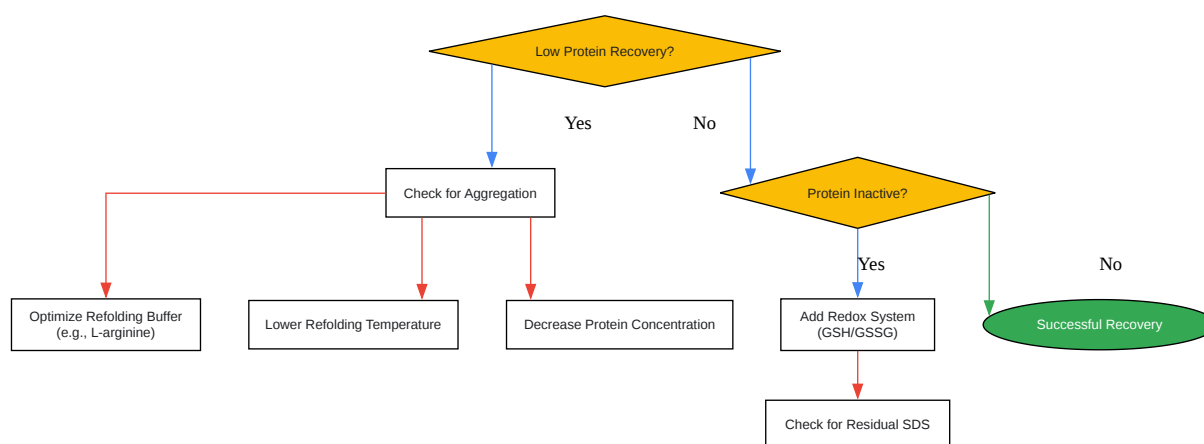 Low Protein Recovery?
Yes
No
Check for Aggregation
Protein Inactive?
Yes
No
Optimize Refolding Buffer
(e.g., L-arginine)
Lower Refolding Temperature
Decrease Protein Concentration
Add Redox System
(GSH/GSSG)
Successful Recovery
Check for Residual SDS